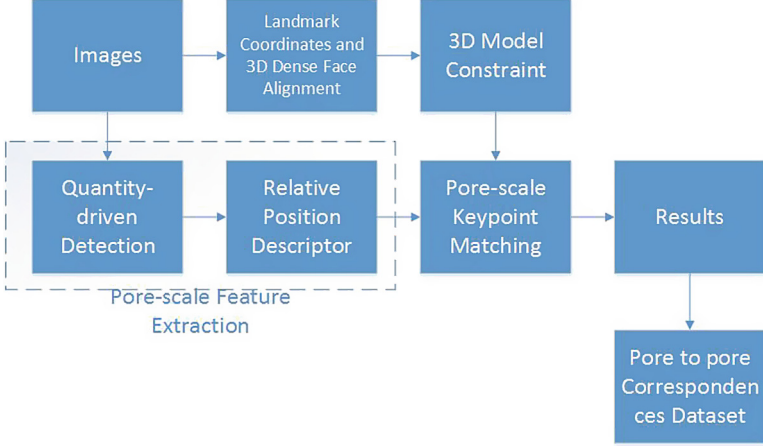 Images
Landmark
Coordinates and
3D Dense Face
Alignment
3D Model
Constraint
Quantity-
driven
Detection
Relative
Position
Descriptor
Pore-scale
Keypoint
Matching
Results
Pore-scale Feature
Extraction
Pore to pore
Corresponden
ces Dataset